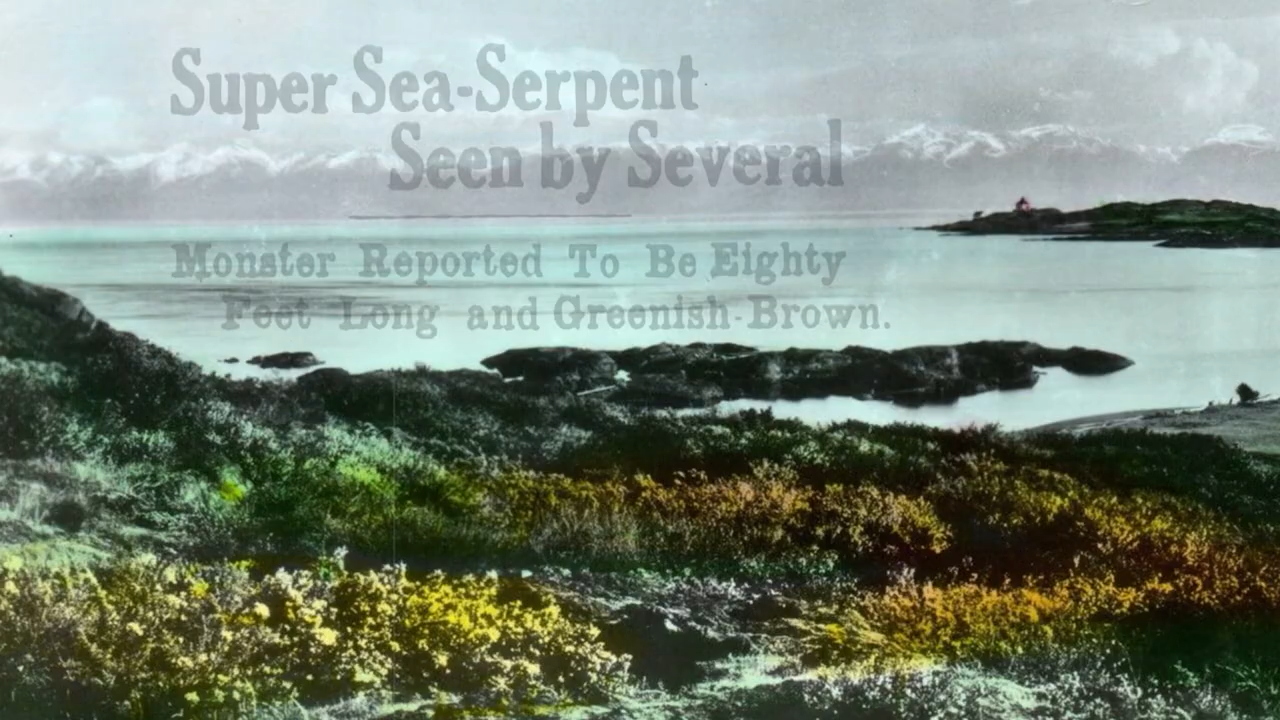 Super Sea-Serpent
Seen by Several
Monster Reported To Be Eighty
Feet Long and Greenish-Brown.